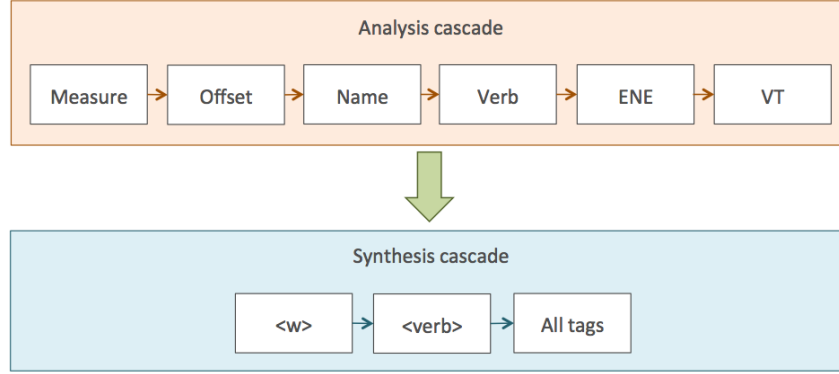 Analysis cascade
Measure
Offset
Name
Verb
ENE
VT
Synthesis cascade
<w>
<verb>
All tags